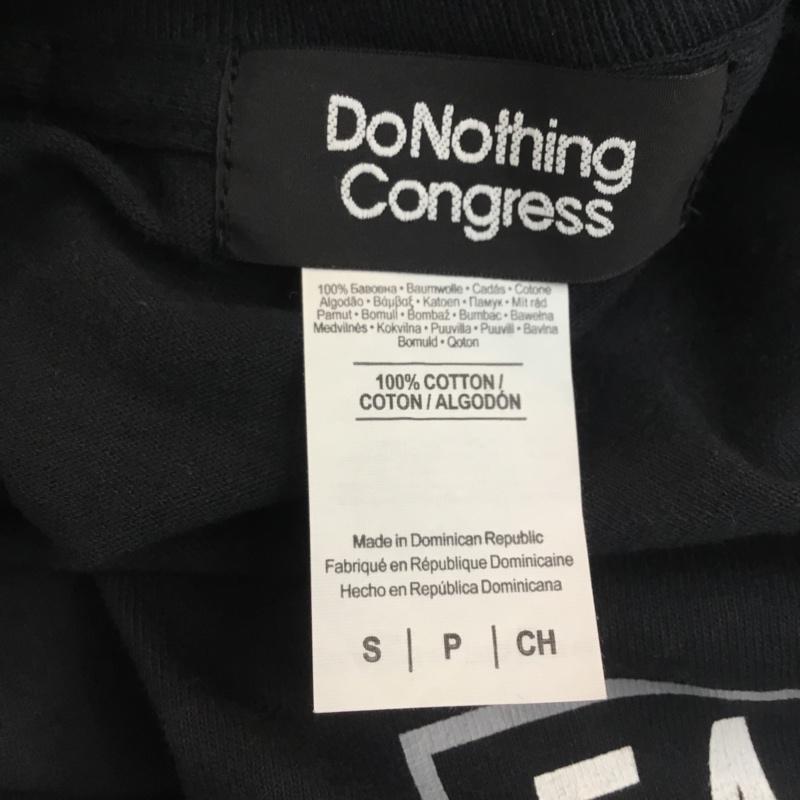 DoNothing
Congress
100% Бавовна • Baumwolle • Cadás • Cotone
Algodão • Βάμβαξ • Katoen • Памук • Mit rád
Pamut • Bomull • Bombaž • Bumbac • Bawełna
Medvilnės • Kokvilna • Puuvilla • Puuvill • Bavlna
Bomuld • Qoton
100% COTTON /
COTON / ALGODÓN
Made in Dominican Republic
Fabriqué en République Dominicaine
Hecho en República Dominicana
S | P | CH